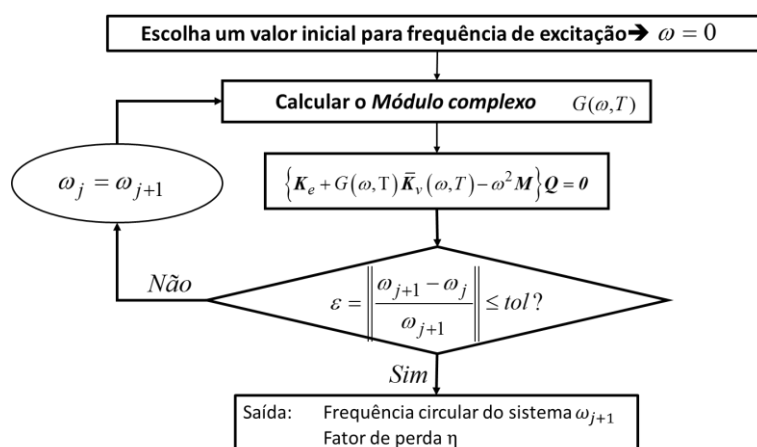 Escolha um valor inicial para frequência de excitação➔ ω = 0
Calcular o Módulo complexo G(ω,T)
ω_j = ω_{j+1}
{K_e + G(ω,T) K̄_v(ω,T) − ω² M} Q = 0
Não
ε = ‖(ω_{j+1} − ω_j) / ω_{j+1}‖ ≤ tol ?
Sim
Saída: Frequência circular do sistema ω_{j+1}
Fator de perda η